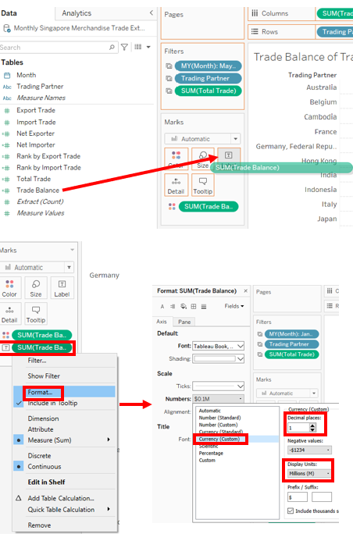 Data
Analytics
Monthly Singapore Merchandise Trade Ext...
Search
Tables
Month
Abc Trading Partner
Abc Measure Names
Export Trade
Import Trade
Net Exporter
Net Importer
Rank by Export Trade
Rank by Import Trade
Total Trade
Trade Balance
Extract (Count)
Measure Values
Pages
Filters
MY(Month): May...
Trading Partner
SUM(Total Trade)
Marks
Automatic
Color
Size
SUM(Trade Balance)
Detail
Tooltip
SUM(Trade Ba..
Columns
SUM(Tra
Rows
Trading Pa
Trade Balance of Tra
Trading Partner
Australia
Belgium
Cambodia
France
Germany, Federal Repu..
Hong Kong
India
Indonesia
Italy
Japan
Marks
Automatic
Color
Size
Label
Detail
Tooltip
SUM(Trade Ba..
SUM(Trade Ba..
Germany
Filter...
Show Filter
Format...
Include in Tooltip
Dimension
Attribute
Measure (Sum)
Discrete
Continuous
Edit in Shelf
Add Table Calculation...
Quick Table Calculation
Remove
Format SUM(Trade Balance)
Fields
Axis
Pane
Default:
Font: Tableau Book, ...
Shading:
Scale
Ticks:
Numbers: $0.1M
Alignment:
Title
Font:
Automatic
Number (Standard)
Number (Custom)
Currency (Standard)
Currency (Custom)
Scientific
Percentage
Custom
Currency (Custom)
Decimal places:
1
Negative values:
-$1234
Display Units:
Millions (M)
Prefix / Suffix:
$
Include thousands s
Pages
Filters
MY(Month): Jan...
Trading Partner
SUM(Total Trade)
Marks
Automatic